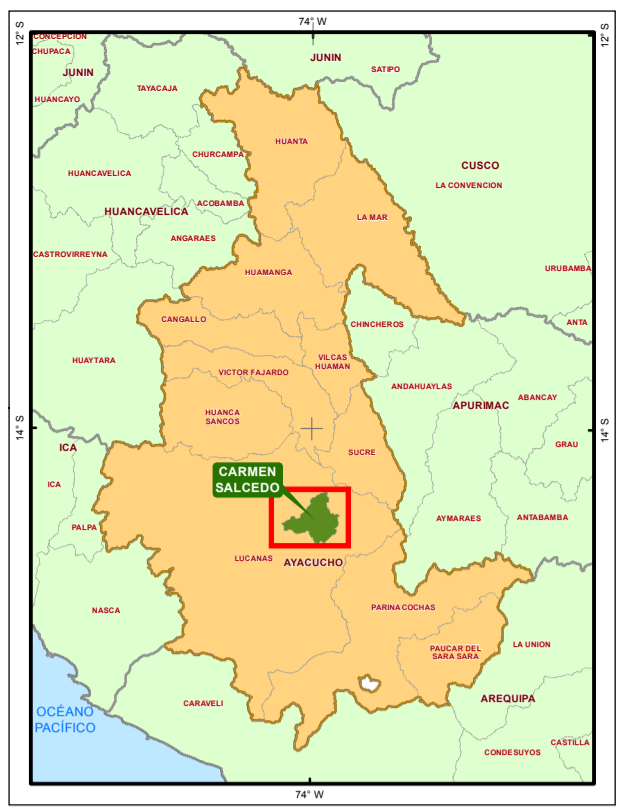 74° W
12° S
12° S
CONCEPCION
CHUPACA
JUNIN
JUNIN
SATIPO
TAYACAJA
HUANCAYO
HUANTA
CHURCAMPA
CUSCO
HUANCAVELICA
LA CONVENCION
ACOBAMBA
HUANCAVELICA
LA MAR
ANGARAES
CASTROVIRREYNA
URUBAMBA
HUAMANGA
CANGALLO
CHINCHEROS
ANTA
HUAYTARA
VILCAS
HUAMAN
VICTOR FAJARDO
ANDAHUAYLAS
ABANCAY
APURIMAC
HUANCA
SANCOS
14° S
14° S
GRAU
ICA
SUCRE
CARMEN
SALCEDO
ICA
PALPA
AYMARAES
ANTABAMBA
LUCANAS
AYACUCHO
NASCA
PARINACOCHAS
PAUCAR DEL
SARA SARA
LA UNION
CARAVELI
AREQUIPA
OCÉANO
PACÍFICO
CASTILLA
CONDESUYOS
74° W